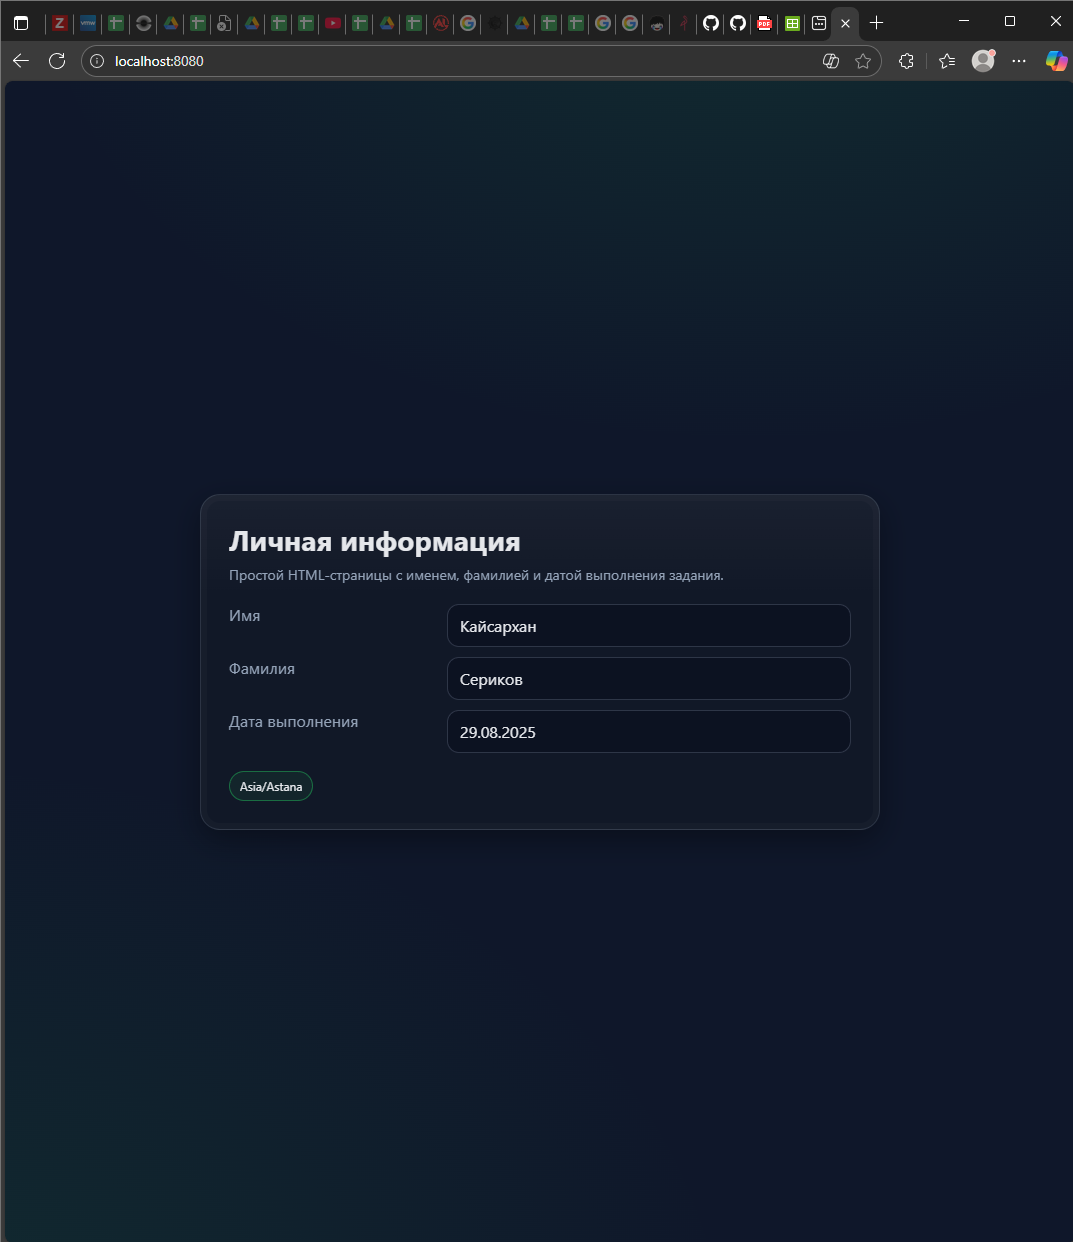 localhost:8080
Личная информация
Простой HTML-страницы с именем, фамилией и датой выполнения задания.
Имя
Кайсархан
Фамилия
Сериков
Дата выполнения
29.08.2025
Asia/Astana